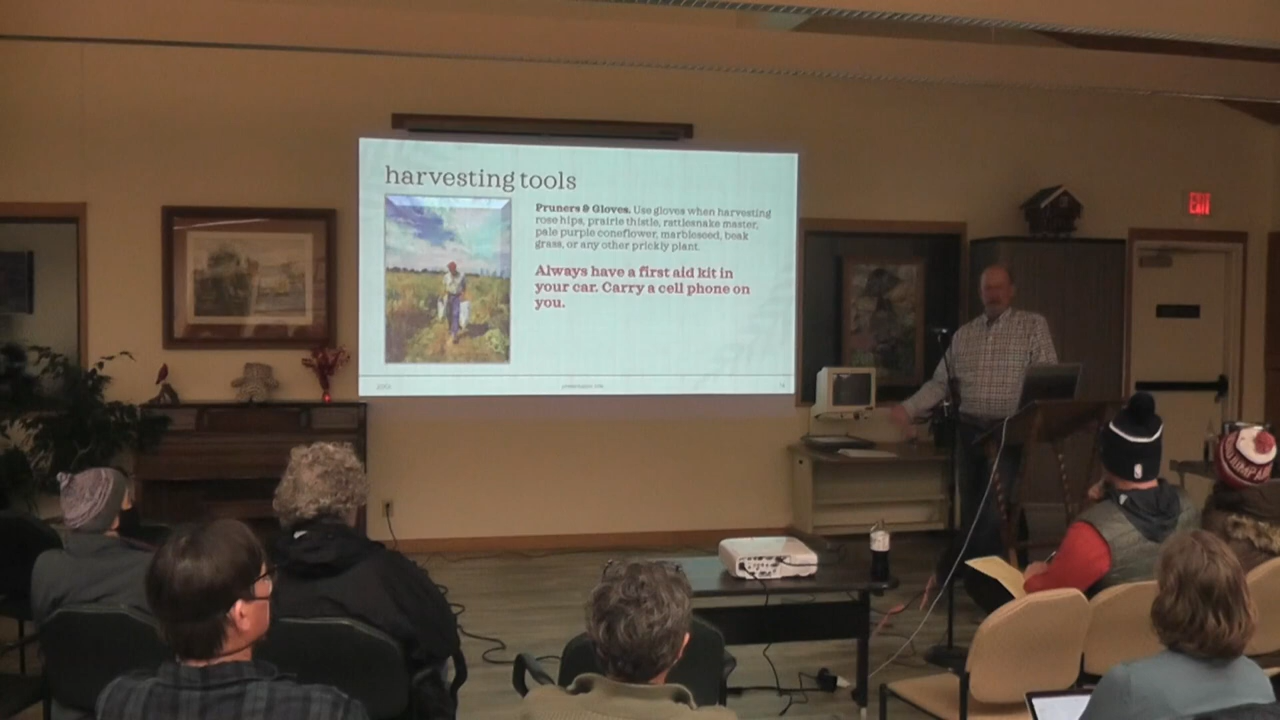 harvesting tools
Pruners & Gloves. Use gloves when harvesting
rose hips, prairie thistle, rattlesnake master,
pale purple coneflower, marbleseed, beak
grass, or any other prickly plant.
Always have a first aid kit in
your car. Carry a cell phone on
you.
EXIT